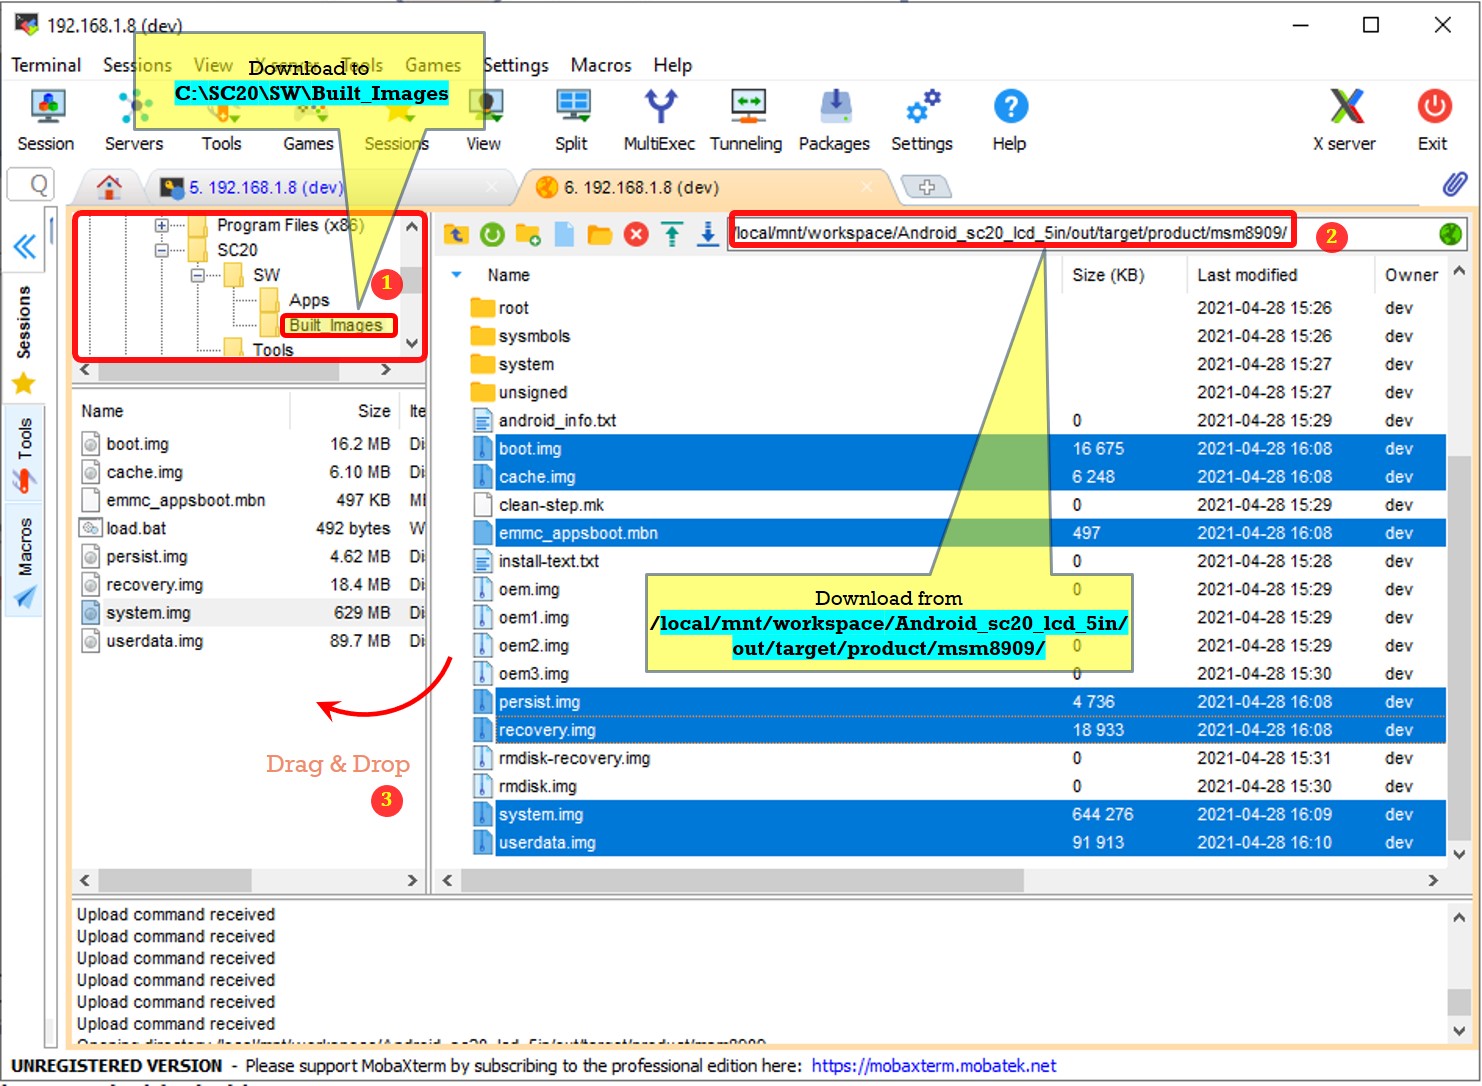 192.168.1.8 (dev)
Terminal Sessions View X server Tools Games Settings Macros Help
Download to
C:\SC20\SW\Built_Images
Session Servers Tools Games Sessions View Split MultiExec Tunneling Packages Settings Help X server Exit
5. 192.168.1.8 (dev)
6. 192.168.1.8 (dev)
Sessions
Tools
Macros
Program Files (x86)
SC20
SW
Apps
Built_Images
Tools
1
/local/mnt/workspace/Android_sc20_lcd_5in/out/target/product/msm8909/
2
Name Size Ite
boot.img 16.2 MB Di
cache.img 6.10 MB Di
emmc_appsboot.mbn 497 KB MI
load.bat 492 bytes W
persist.img 4.62 MB Di
recovery.img 18.4 MB Di
system.img 629 MB Di
userdata.img 89.7 MB Di
Drag & Drop
3
Name Size (KB) Last modified Owner
root 2021-04-28 15:26 dev
sysmbols 2021-04-28 15:26 dev
system 2021-04-28 15:27 dev
unsigned 2021-04-28 15:27 dev
android_info.txt 0 2021-04-28 15:29 dev
boot.img 16 675 2021-04-28 16:08 dev
cache.img 6 248 2021-04-28 16:08 dev
clean-step.mk 0 2021-04-28 15:29 dev
emmc_appsboot.mbn 497 2021-04-28 16:08 dev
install-text.txt 0 2021-04-28 15:28 dev
oem.img 0 2021-04-28 15:29 dev
oem1.img 0 2021-04-28 15:29 dev
oem2.img 0 2021-04-28 15:29 dev
oem3.img 0 2021-04-28 15:30 dev
persist.img 4 736 2021-04-28 16:08 dev
recovery.img 18 933 2021-04-28 16:08 dev
rmdisk-recovery.img 0 2021-04-28 15:31 dev
rmdisk.img 0 2021-04-28 15:30 dev
system.img 644 276 2021-04-28 16:09 dev
userdata.img 91 913 2021-04-28 16:10 dev
Download from
/local/mnt/workspace/Android_sc20_lcd_5in/
out/target/product/msm8909/
Upload command received
Upload command received
Upload command received
Upload command received
Upload command received
Upload command received
Opening directory /local/mnt/workspace/Android_sc20_lcd_5in/out/target/product/msm8909
UNREGISTERED VERSION - Please support MobaXterm by subscribing to the professional edition here: https://mobaxterm.mobatek.net